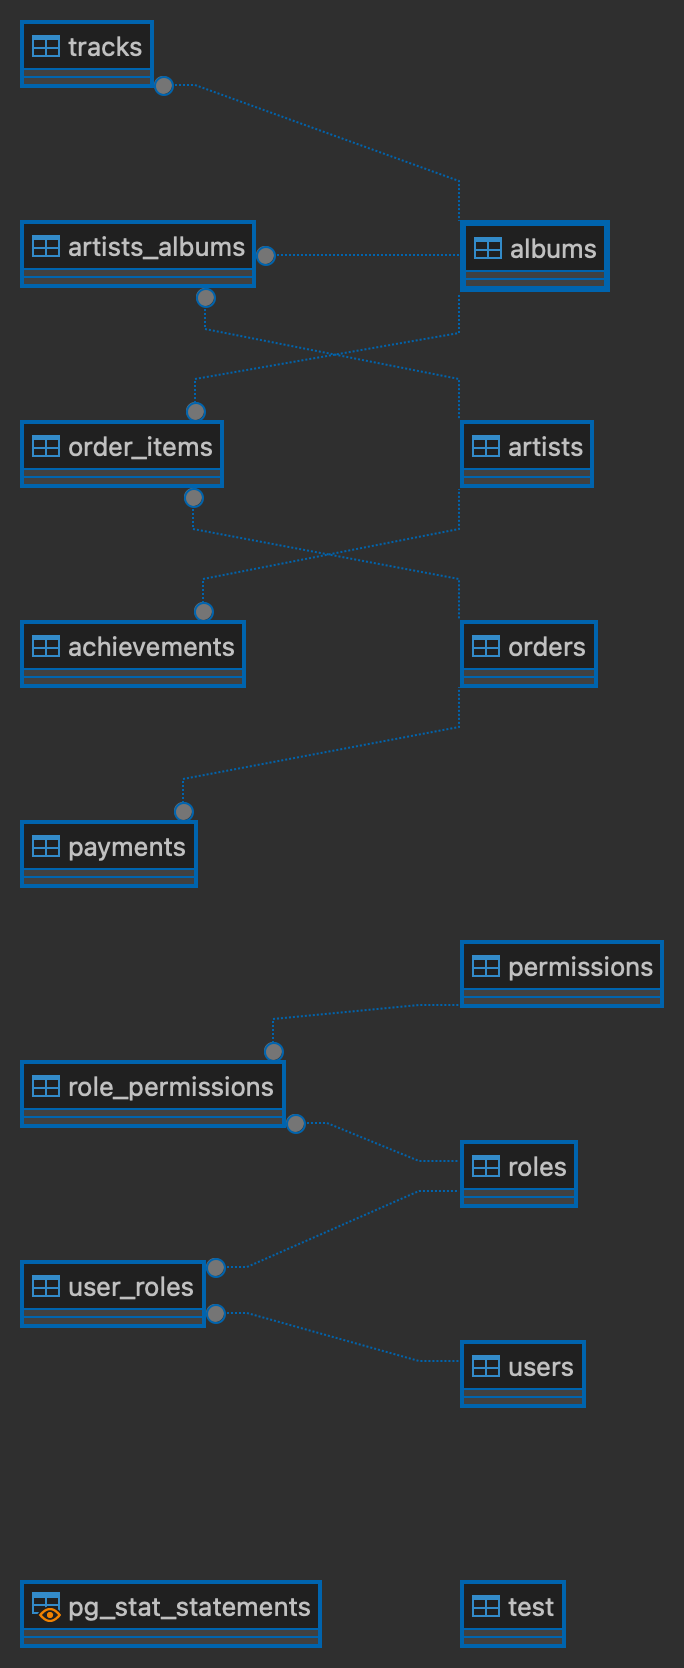 tracks
artists_albums
albums
order_items
artists
achievements
orders
payments
permissions
role_permissions
roles
user_roles
users
pg_stat_statements
test